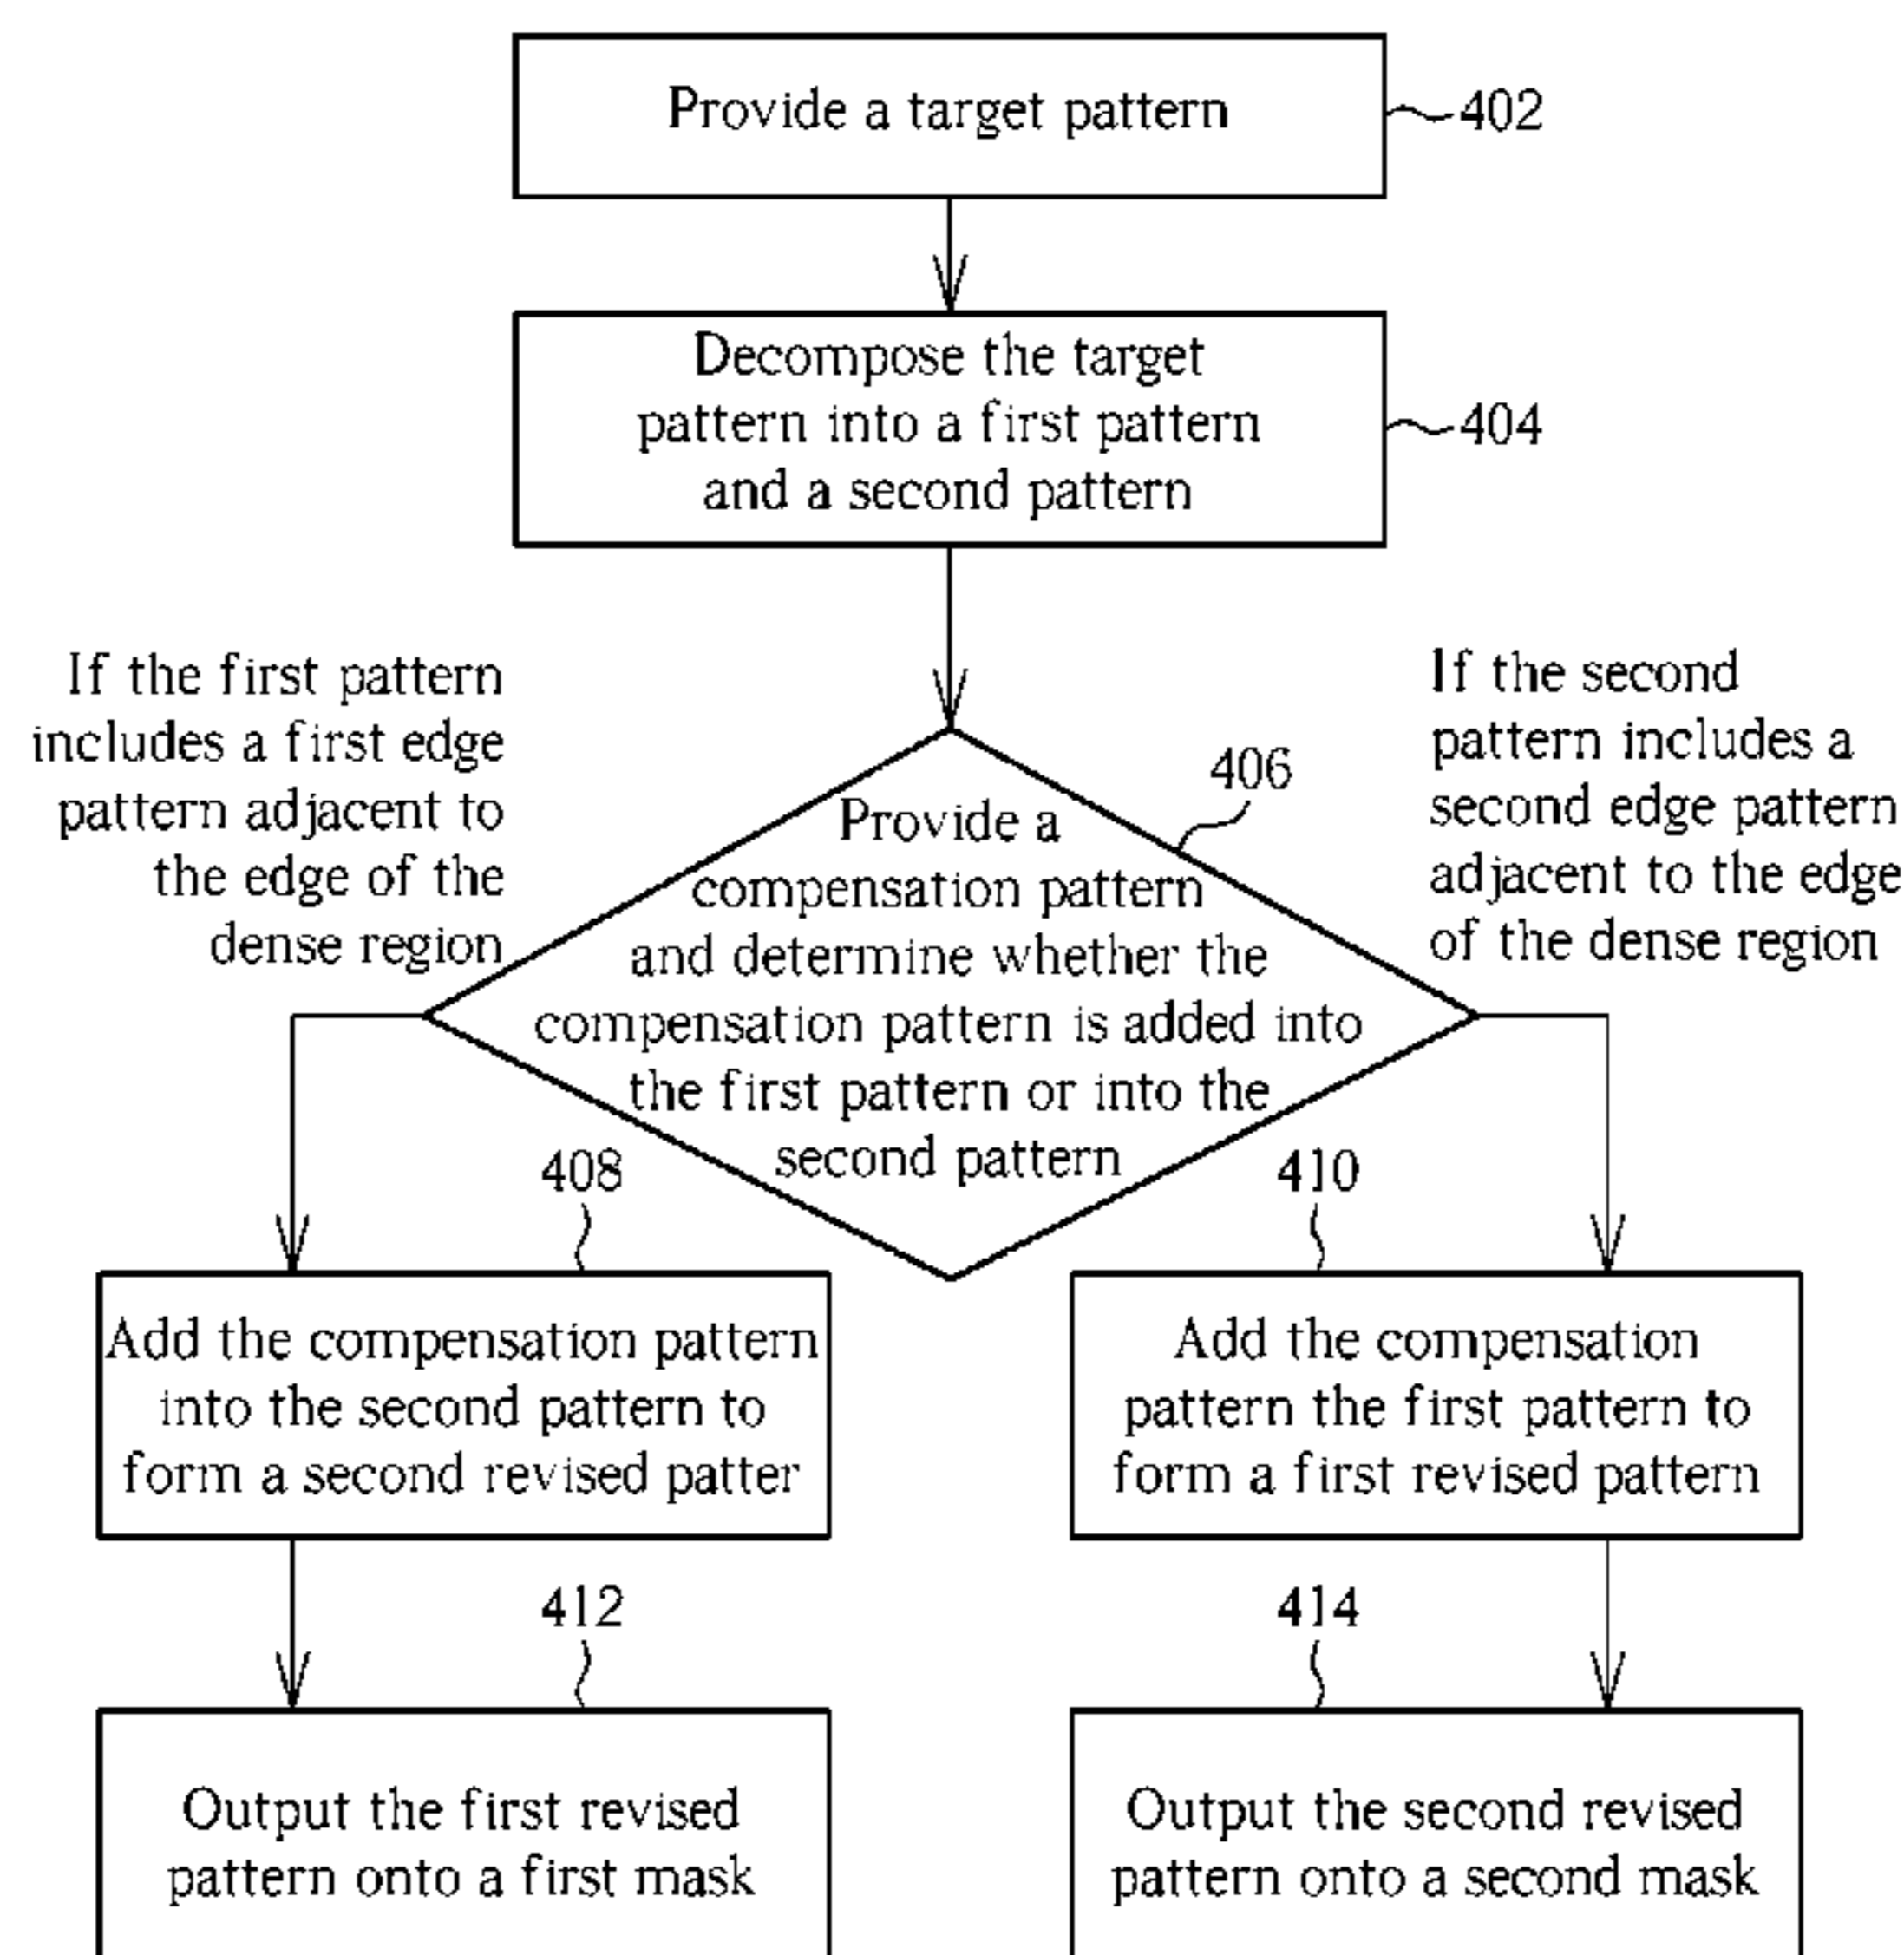 Provide a target pattern
402
Decompose the target
pattern into a first pattern
and a second pattern
404
If the first pattern
includes a first edge
pattern adjacent to
the edge of the
dense region
If the second
pattern includes a
second edge pattern
adjacent to the edge
of the dense region
406
Provide a
compensation pattern
and determine whether the
compensation pattern is added into
the first pattern or into the
second pattern
408
410
Add the compensation pattern
into the second pattern to
form a second revised patter
Add the compensation
pattern the first pattern to
form a first revised pattern
412
414
Output the first revised
pattern onto a first mask
Output the second revised
pattern onto a second mask